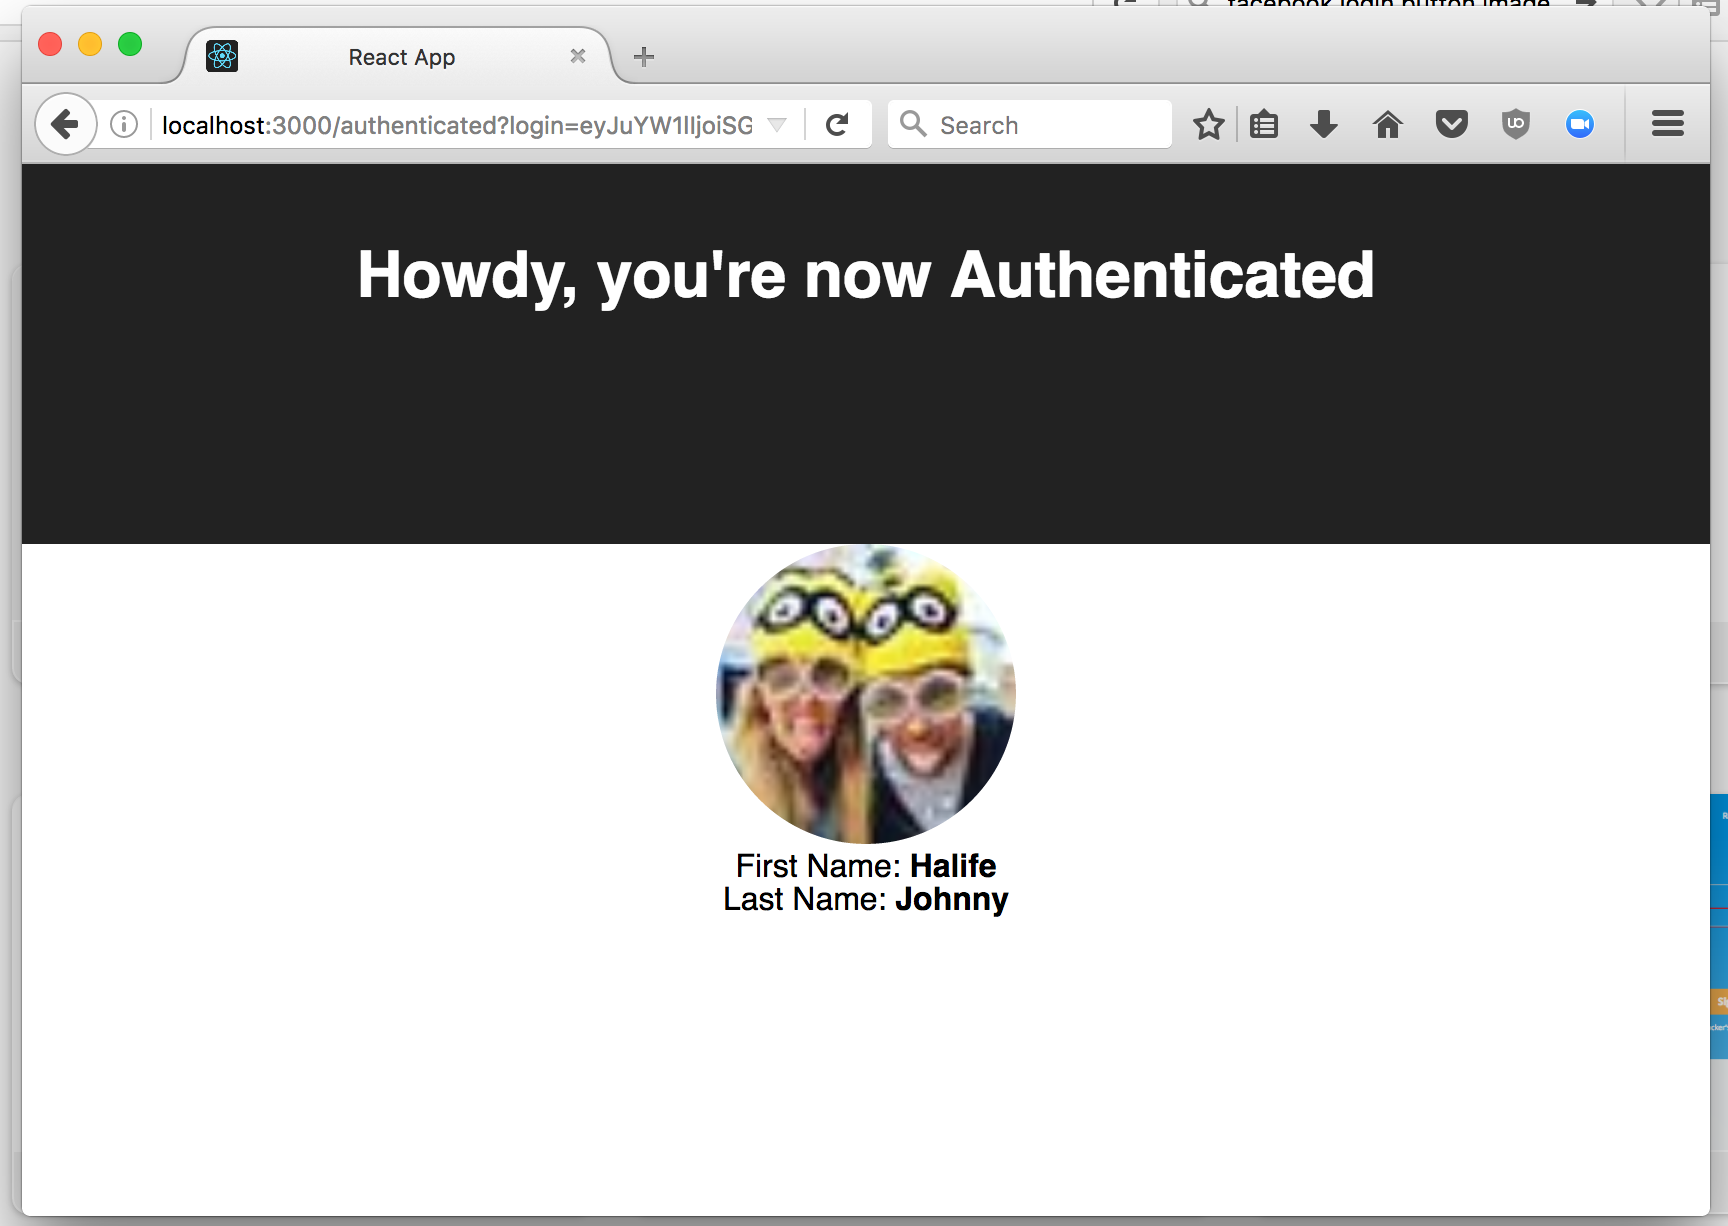 facebook login button image
React App
localhost:3000/authenticated?login=eyJuYW1lIjoiSG
Search
Howdy, you're now Authenticated
First Name: Halife
Last Name: Johnny